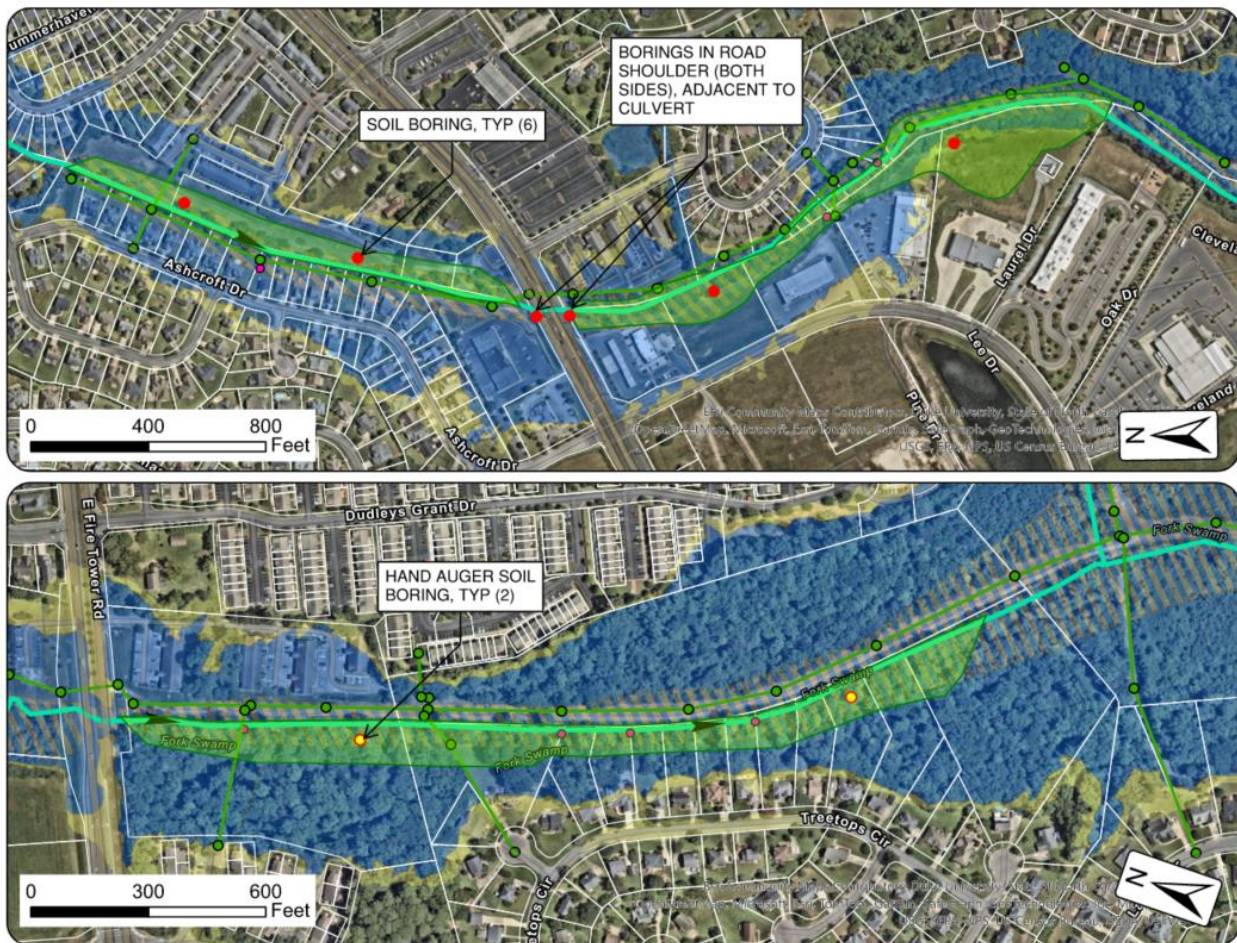 ummerhaven
BORINGS IN ROAD
SHOULDER (BOTH
SIDES), ADJACENT TO
CULVERT
SOIL BORING, TYP (6)
Ashcroft Dr
Laurel Dr
Oak Dr
Lee Dr
Ashcroft Dr
0 400 800
Feet
N
E Fire Tower Rd
Dudleys Grant Dr
Fork Swamp
HAND AUGER SOIL
BORING, TYP (2)
Fork Swamp
Fork Swamp
Fork Swamp
Treetops Cir
0 300 600
Feet
N